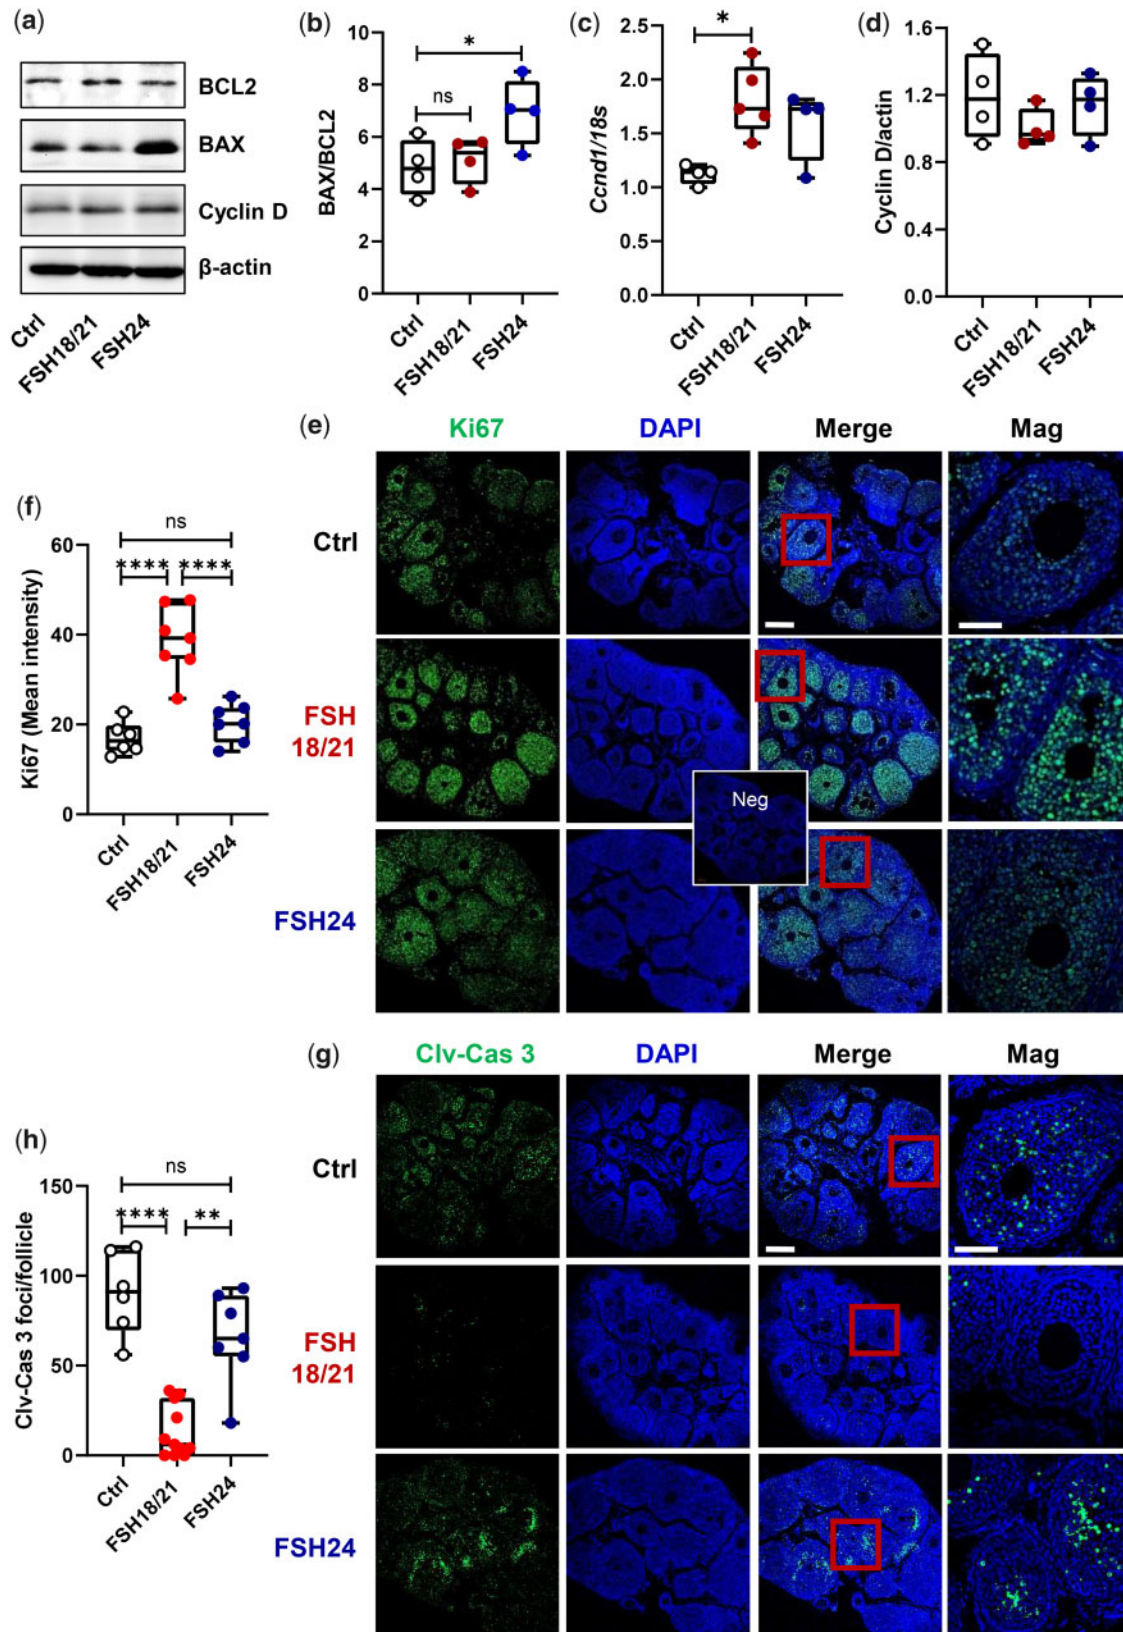 (a)
BCL2
BAX
Cyclin D
β-actin
Ctrl
FSH18/21
FSH24
(b)
BAX/BCL2
10
8
6
4
2
0
*
ns
Ctrl
FSH18/21
FSH24
(c)
Ccnd1/18s
2.5
2.0
1.5
1.0
0.5
0.0
*
Ctrl
FSH18/21
FSH24
(d)
Cyclin D/actin
1.6
1.2
0.8
0.4
0.0
Ctrl
FSH18/21
FSH24
(e)
Ki67 DAPI Merge Mag
Ctrl
FSH
18/21
Neg
FSH24
(f)
Ki67 (Mean intensity)
60
40
20
0
ns
**** ****
Ctrl
FSH18/21
FSH24
(g)
Clv-Cas 3 DAPI Merge Mag
Ctrl
FSH
18/21
FSH24
(h)
Clv-Cas 3 foci/follicle
150
100
50
0
ns
**** **
Ctrl
FSH18/21
FSH24